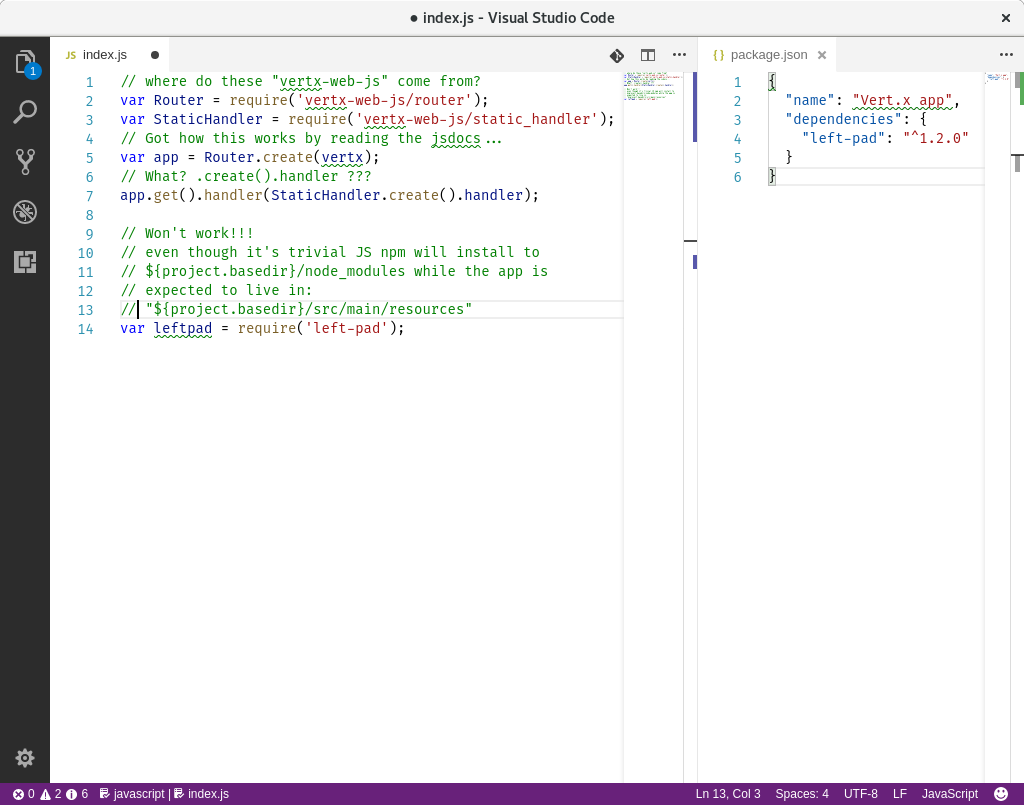 ● index.js - Visual Studio Code
1
JS index.js ●
1 // where do these "vertx-web-js" come from?
2 var Router = require('vertx-web-js/router');
3 var StaticHandler = require('vertx-web-js/static_handler');
4 // Got how this works by reading the jsdocs...
5 var app = Router.create(vertx);
6 // What? .create().handler ???
7 app.get().handler(StaticHandler.create().handler);
8
9 // Won't work!!!
10 // even though it's trivial JS npm will install to
11 // ${project.basedir}/node_modules while the app is
12 // expected to live in:
13 // "${project.basedir}/src/main/resources"
14 var leftpad = require('left-pad');
{ } package.json
1 {
2 "name": "Vert.x app",
3 "dependencies": {
4 "left-pad": "^1.2.0"
5 }
6 }
0 2 6 javascript | index.js Ln 13, Col 3 Spaces: 4 UTF-8 LF JavaScript